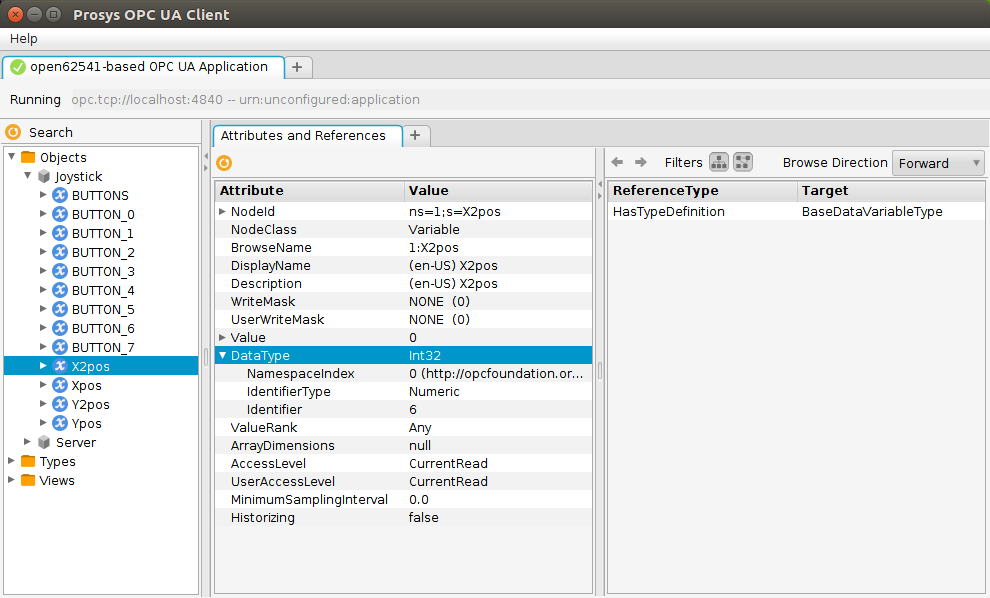 Prosys OPC UA Client
Help
open62541-based OPC UA Application +
Running opc.tcp://localhost:4840 -- urn:unconfigured:application
Search
Objects
Joystick
BUTTONS
BUTTON_0
BUTTON_1
BUTTON_2
BUTTON_3
BUTTON_4
BUTTON_5
BUTTON_6
BUTTON_7
X2pos
Xpos
Y2pos
Ypos
Server
Types
Views
Attributes and References +
Attribute Value
NodeId ns=1;s=X2pos
NodeClass Variable
BrowseName 1:X2pos
DisplayName (en-US) X2pos
Description (en-US) X2pos
WriteMask NONE (0)
UserWriteMask NONE (0)
Value 0
DataType Int32
NamespaceIndex 0 (http://opcfoundation.or...
IdentifierType Numeric
Identifier 6
ValueRank Any
ArrayDimensions null
AccessLevel CurrentRead
UserAccessLevel CurrentRead
MinimumSamplingInterval 0.0
Historizing false
Filters Browse Direction Forward
ReferenceType Target
HasTypeDefinition BaseDataVariableType